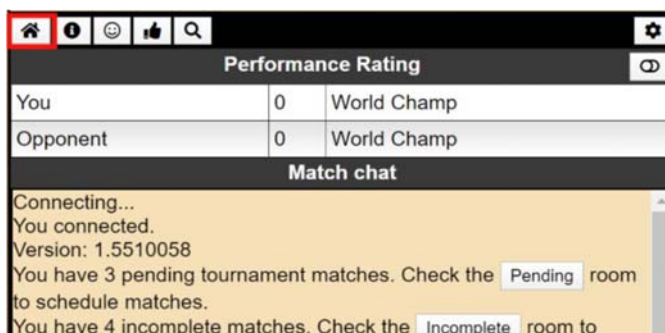 Performance Rating
You 0 World Champ
Opponent 0 World Champ
Match chat
Connecting...
You connected.
Version: 1.5510058
You have 3 pending tournament matches. Check the Pending room
to schedule matches.
You have 4 incomplete matches. Check the Incomplete room to